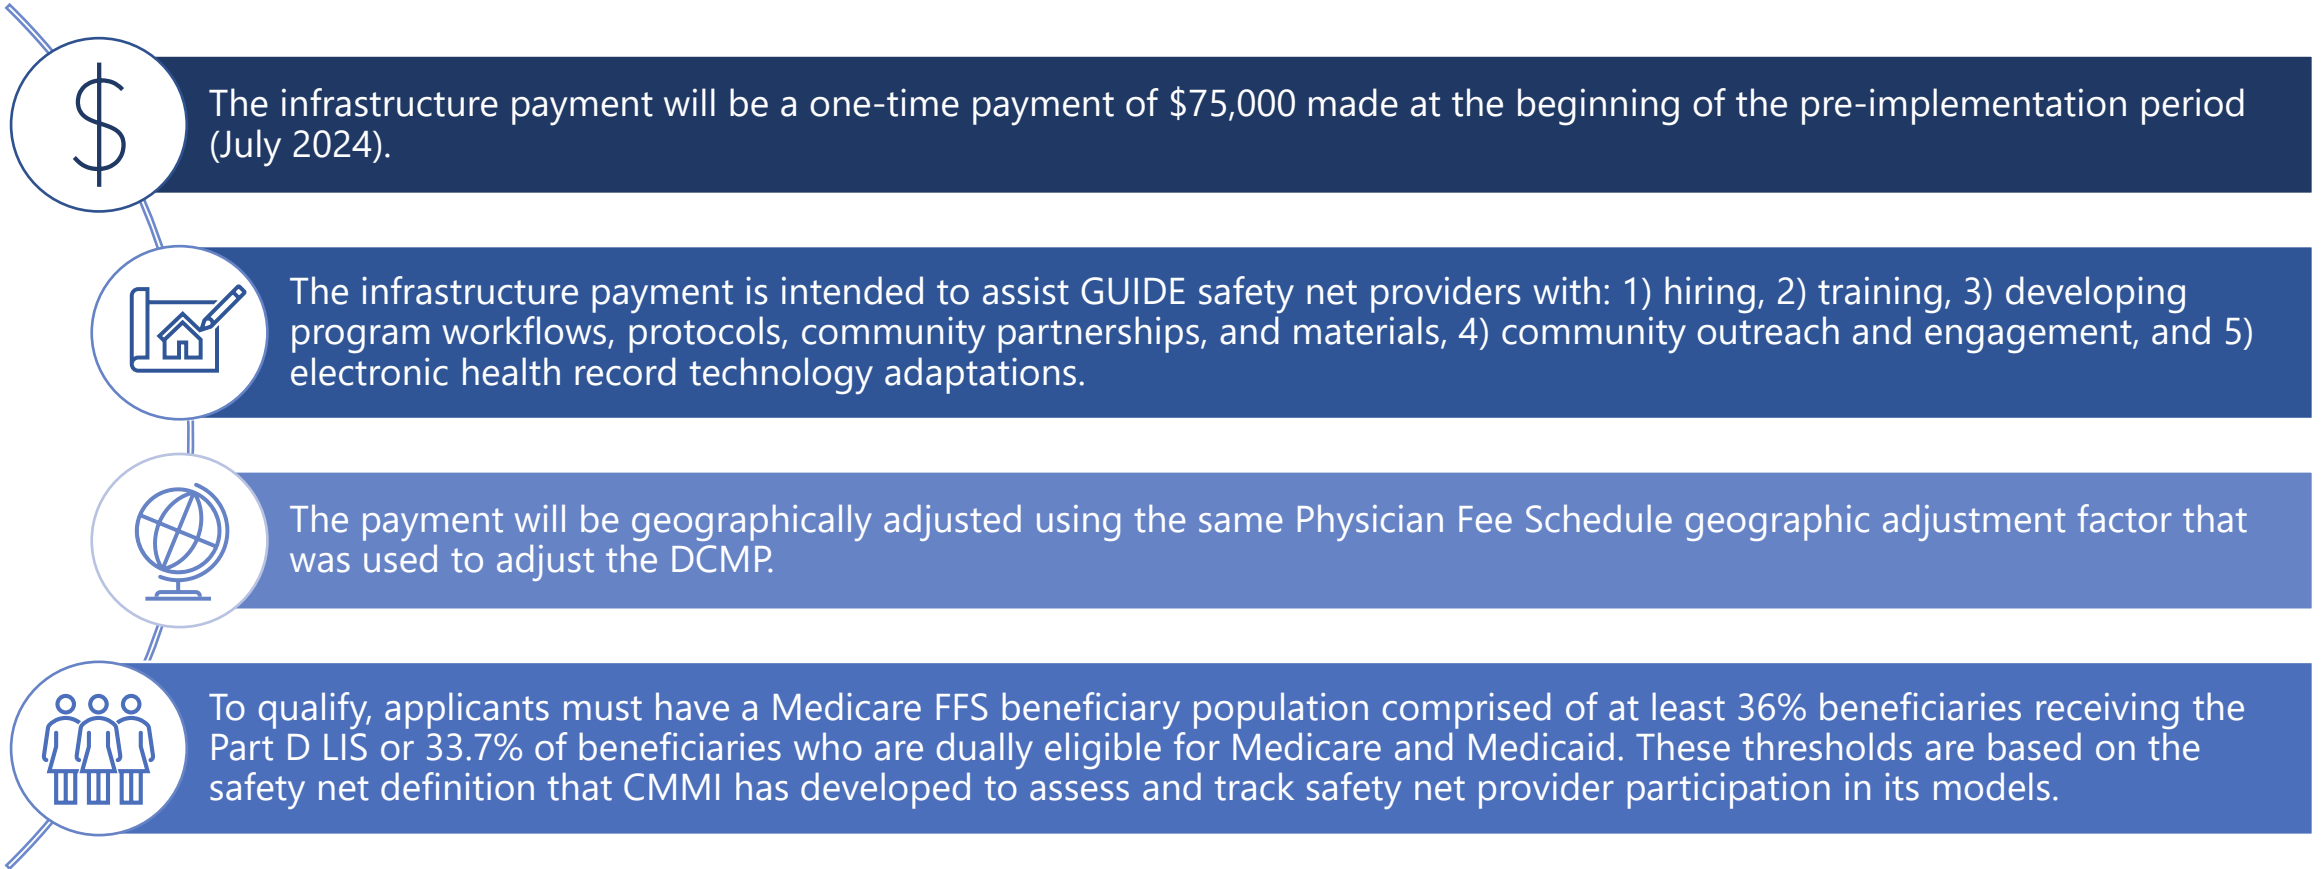 The infrastructure payment will be a one-time payment of $75,000 made at the beginning of the pre-implementation period
(July 2024).
The infrastructure payment is intended to assist GUIDE safety net providers with: 1) hiring, 2) training, 3) developing
program workflows, protocols, community partnerships, and materials, 4) community outreach and engagement, and 5)
electronic health record technology adaptations.
The payment will be geographically adjusted using the same Physician Fee Schedule geographic adjustment factor that
was used to adjust the DCMP.
To qualify, applicants must have a Medicare FFS beneficiary population comprised of at least 36% beneficiaries receiving the
Part D LIS or 33.7% of beneficiaries who are dually eligible for Medicare and Medicaid. These thresholds are based on the
safety net definition that CMMI has developed to assess and track safety net provider participation in its models.